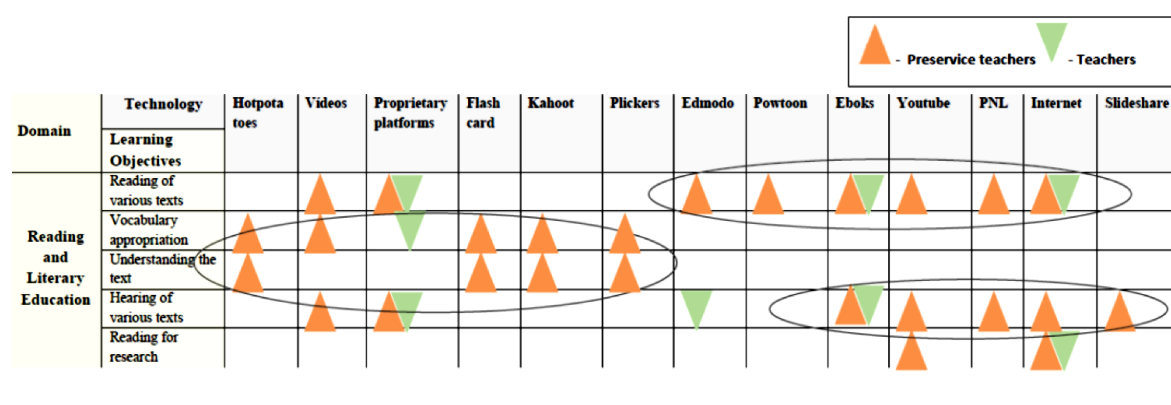 - Preservice teachers - Teachers
Domain
Technology
Hotpota
toes
Vídeos
Proprietary
platforms
Flash
card
Kahoot
Plickers
Edmodo
Powtoon
Eboks
Youtube
PNL
Internet
Slideshare
Learning
Objectives
Reading
and
Literary
Education
Reading of
various texts
Vocabulary
appropriation
Understanding the
text
Hearing of
various texts
Reading for
research